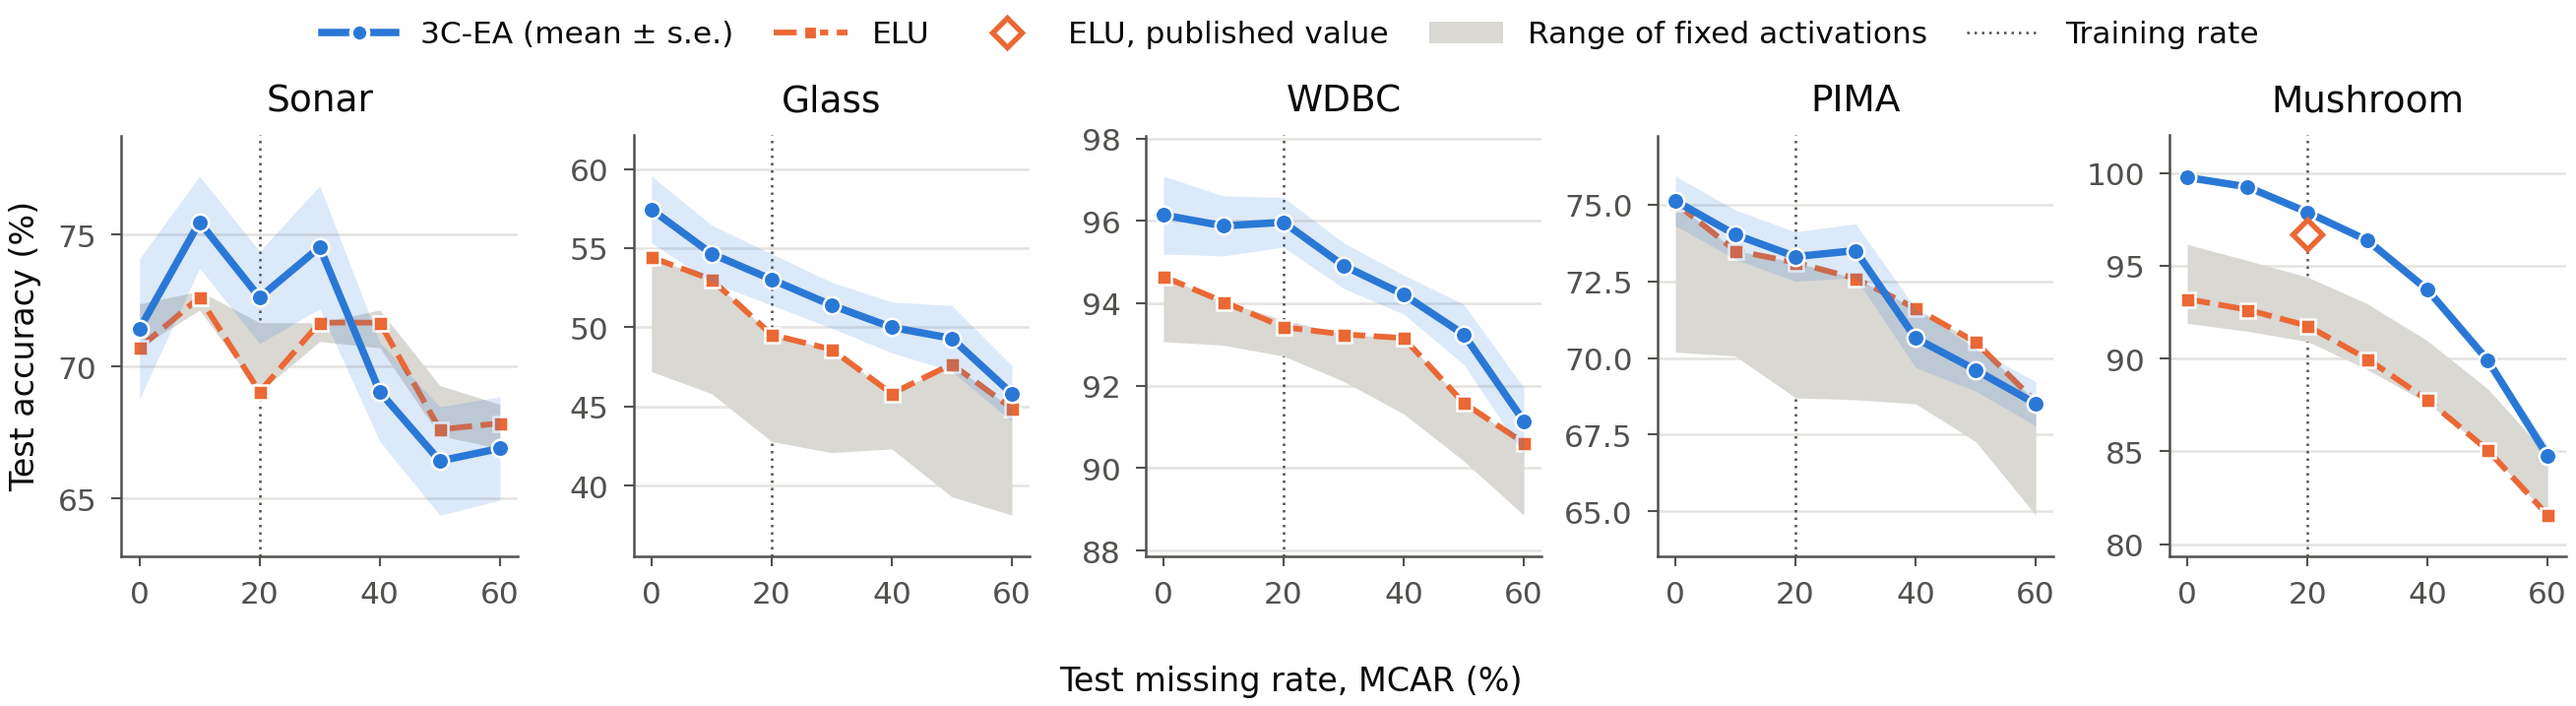 3C-EA (mean ± s.e.) ELU ELU, published value Range of fixed activations Training rate
Sonar Glass WDBC PIMA Mushroom
Test accuracy (%)
75
70
65
0 20 40 60
60
55
50
45
40
0 20 40 60
98
96
94
92
90
88
0 20 40 60
75.0
72.5
70.0
67.5
65.0
0 20 40 60
100
95
90
85
80
0 20 40 60
Test missing rate, MCAR (%)